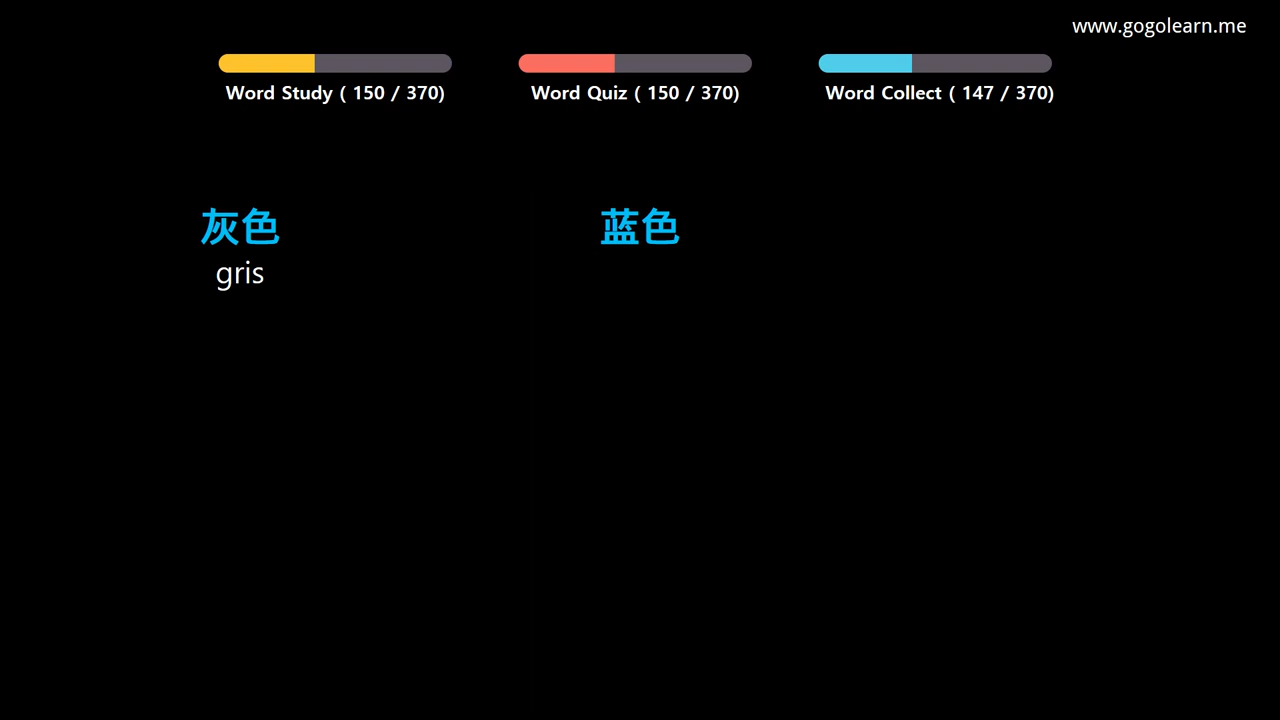 www.gogolearn.me
Word Study ( 150 / 370)
Word Quiz ( 150 / 370)
Word Collect ( 147 / 370)
灰色
gris
蓝色